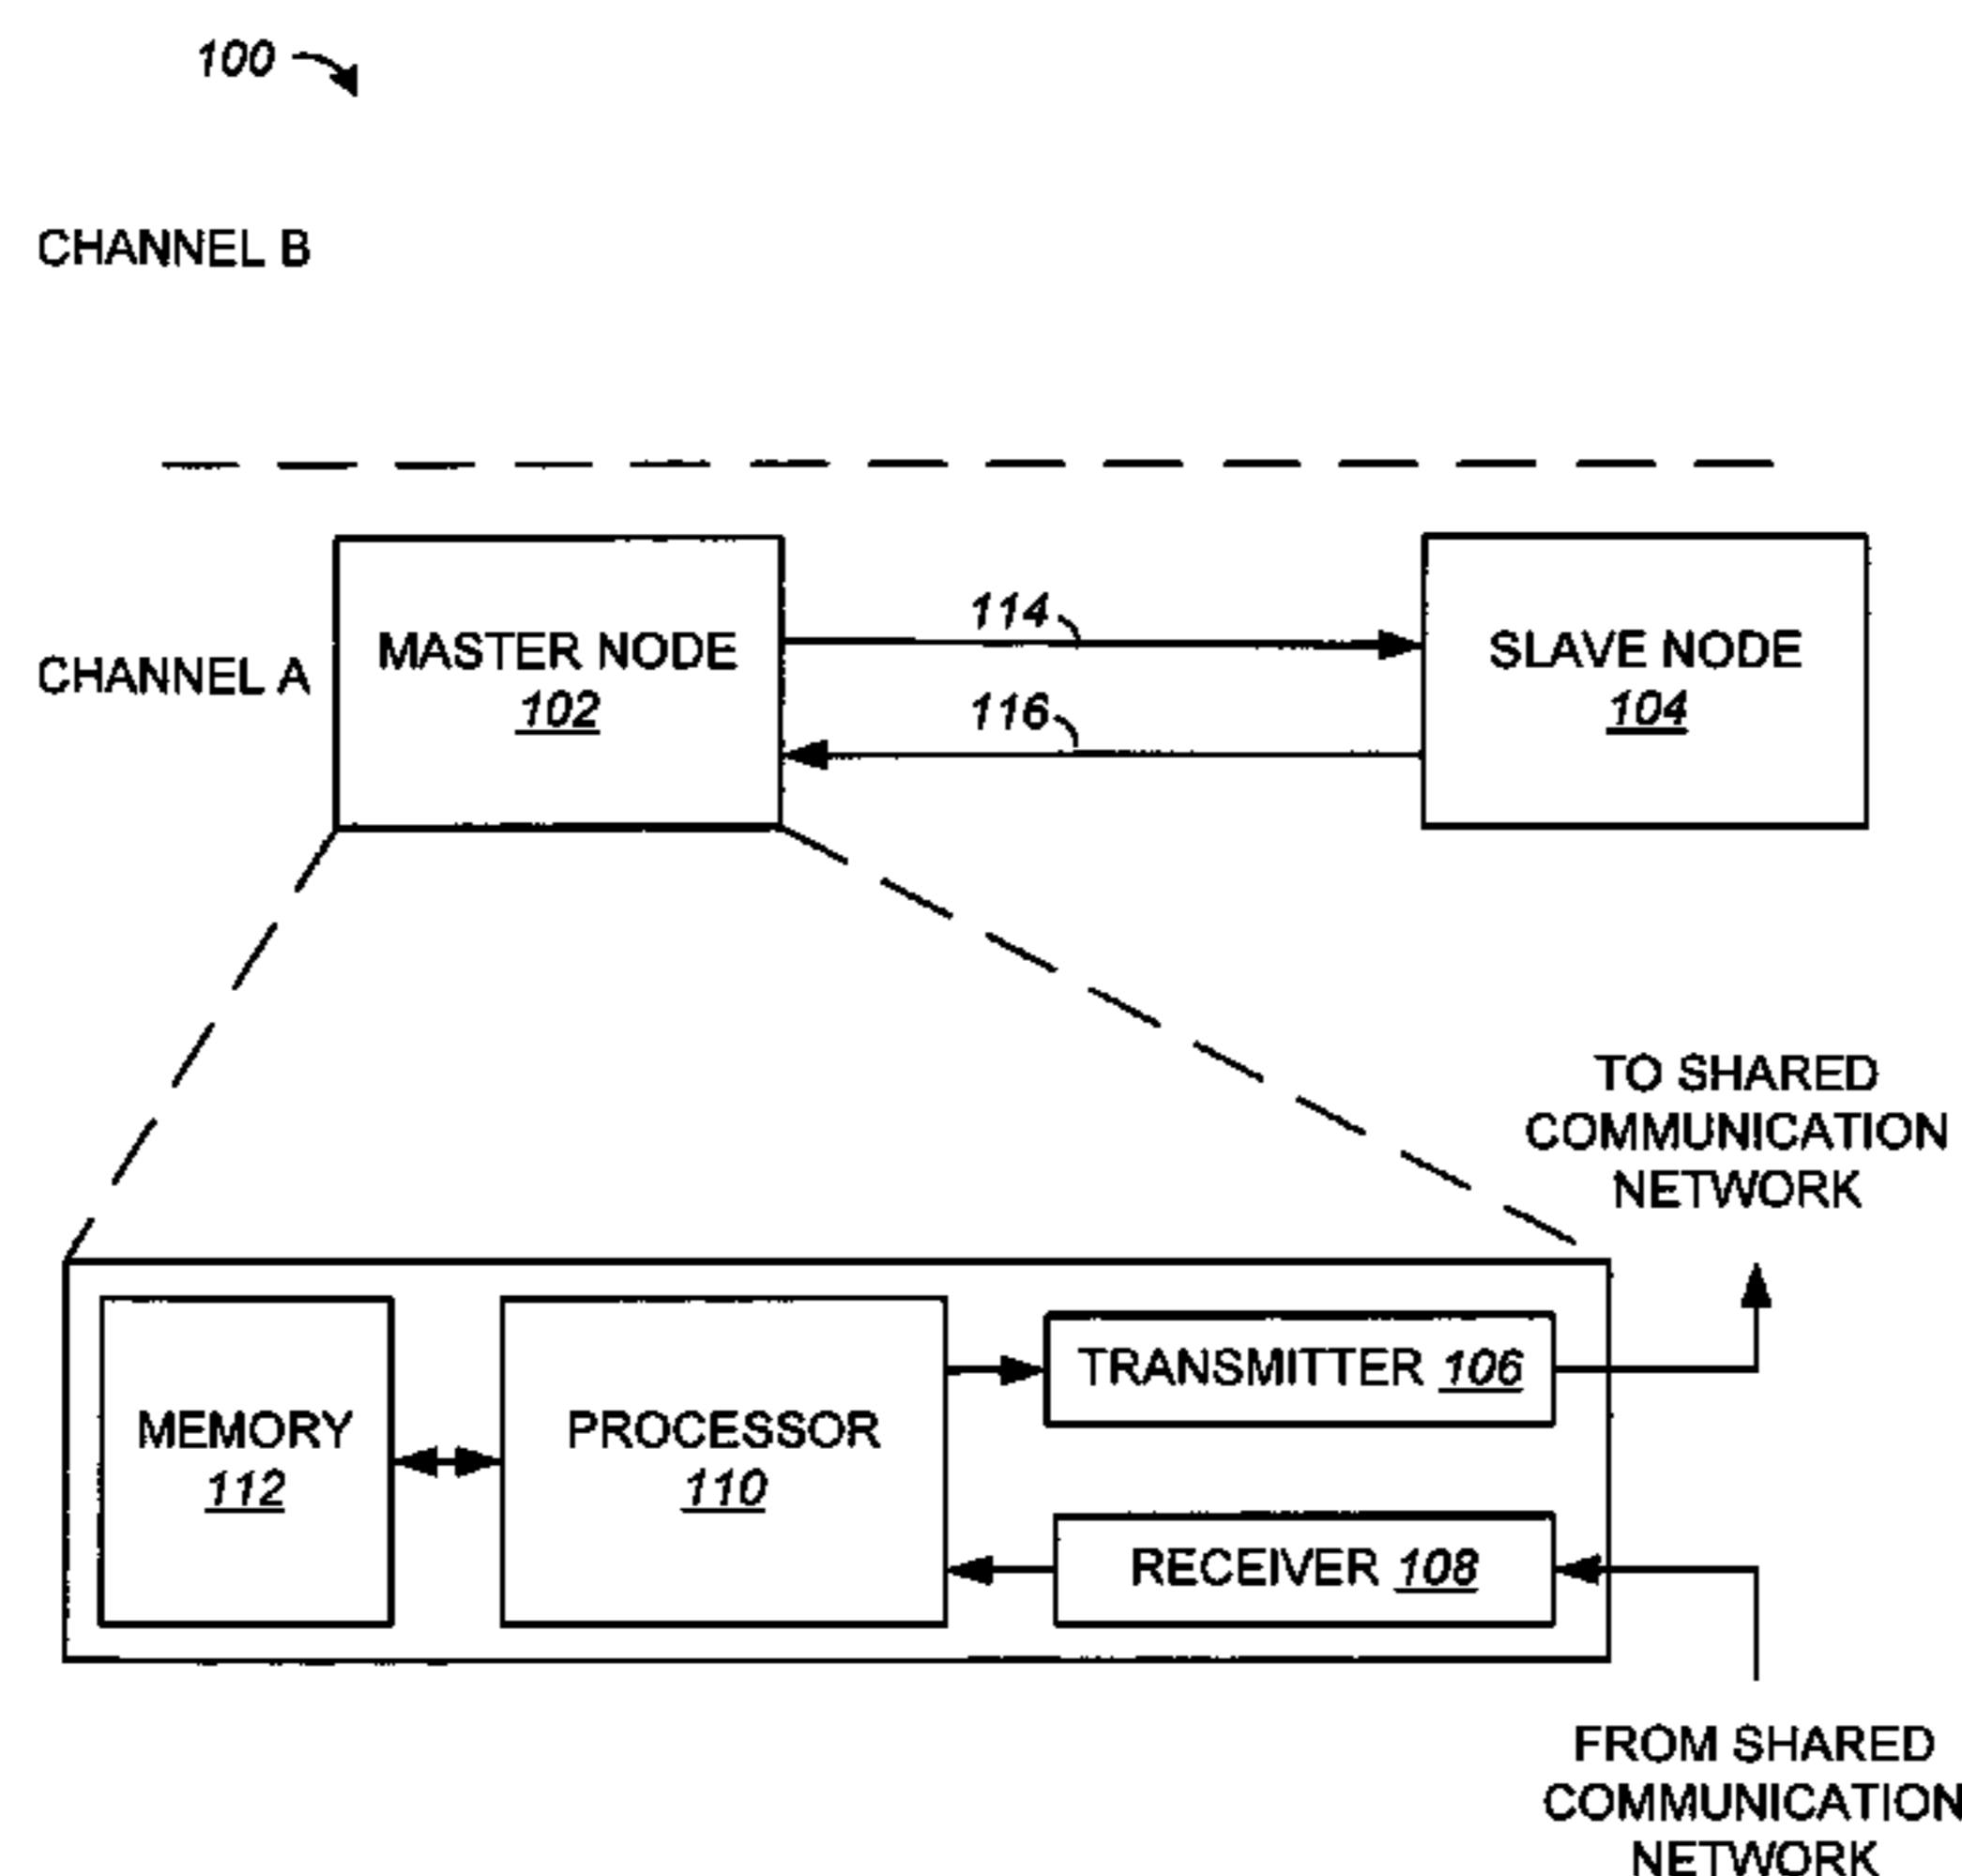 100
CHANNEL B
CHANNEL A
MASTER NODE
102
114
116
SLAVE NODE
104
TO SHARED
COMMUNICATION
NETWORK
MEMORY
112
PROCESSOR
110
TRANSMITTER 106
RECEIVER 108
FROM SHARED
COMMUNICATION
NETWORK